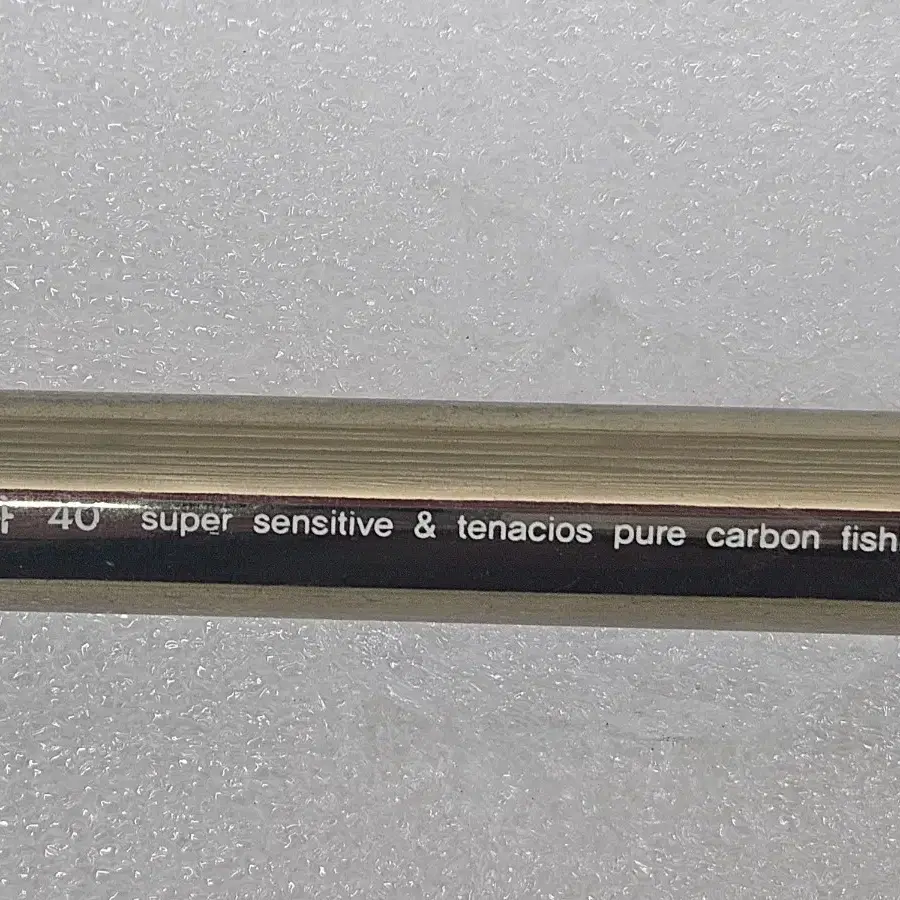 40 super sensitive & tenacios pure carbon fish